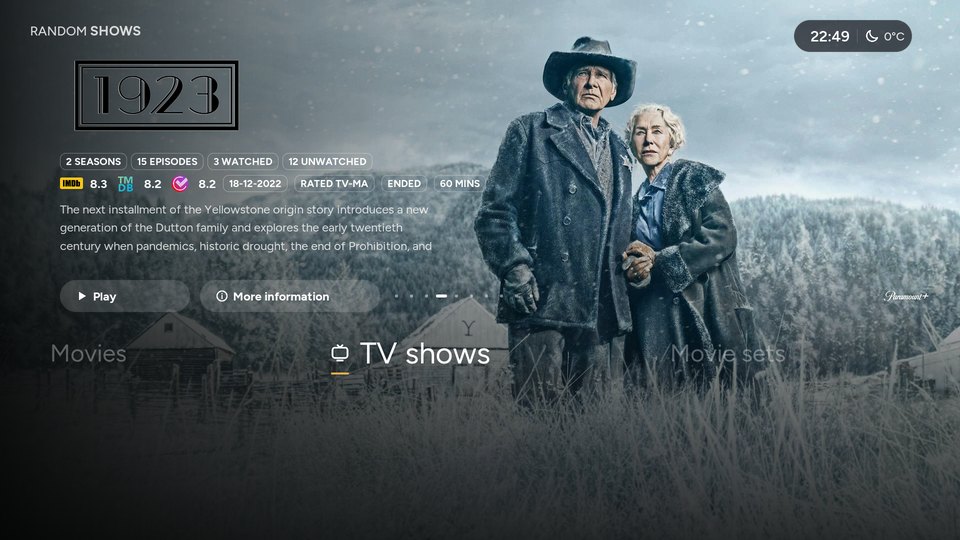 RANDOM SHOWS
22:49
0°C
1923
2 SEASONS
15 EPISODES
3 WATCHED
12 UNWATCHED
IMDb 8.3
TMDB 8.2
8.2
18-12-2022
RATED TV-MA
ENDED
60 MINS
The next installment of the Yellowstone origin story introduces a new
generation of the Dutton family and explores the early twentieth
century when pandemics, historic drought, the end of Prohibition, and
Play
More information
Paramount+
Y
Movies
TV shows
Movie sets